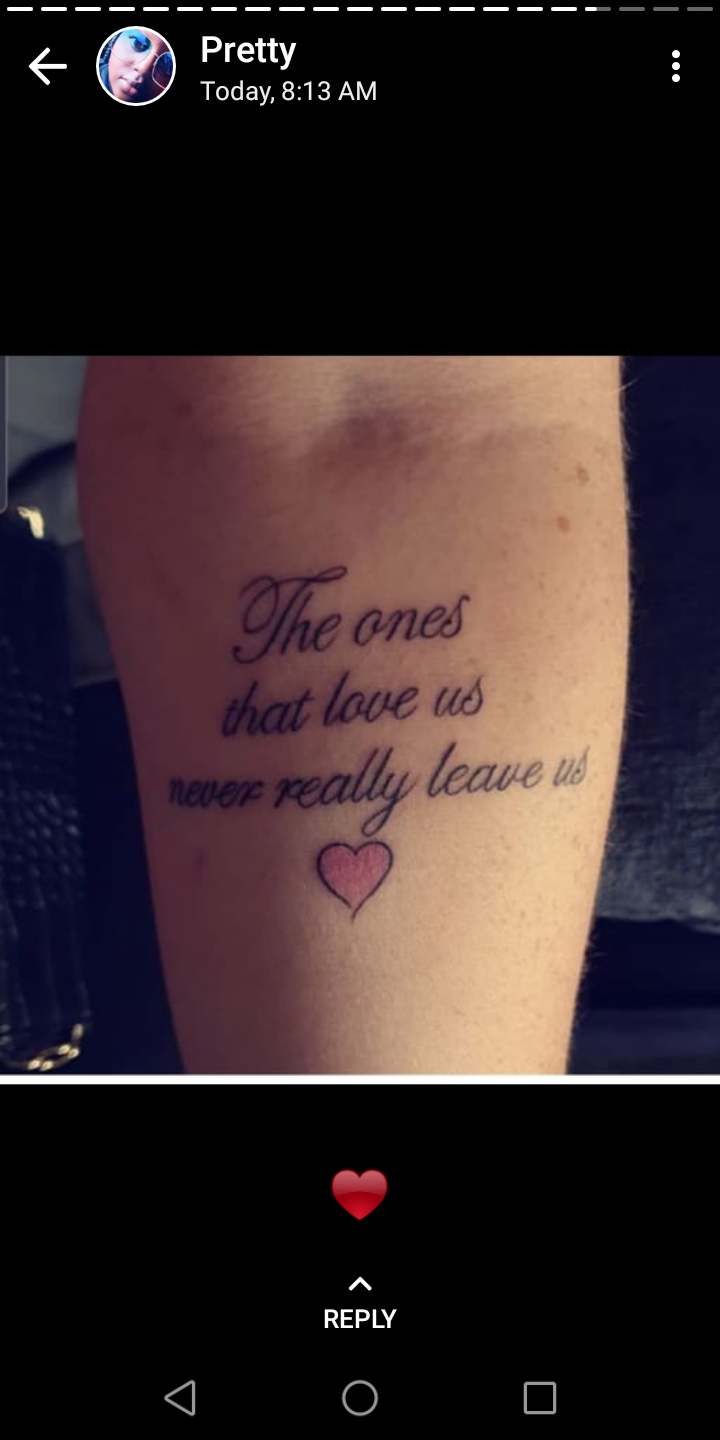 Pretty
Today, 8:13 AM
The ones
that love us
never really leave us
REPLY